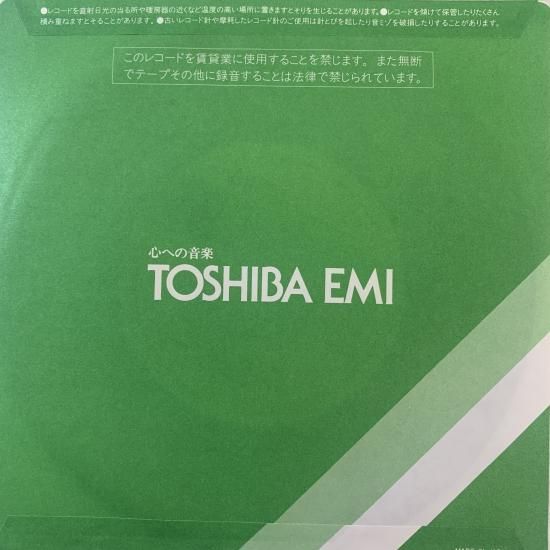 ●レコードを直射日光の当る所や暖房器の近くなど温度の高い場所に置きますとそりを生じることがあります。●レコードを傾けて保管したりたくさん
積み重ねますとそることがあります。●古いレコード針や摩耗したレコード針のご使用は針とびを起したり音ミゾを破損したりすることがあります。
このレコードを賃貸業に使用することを禁じます。また無断
でテープその他に録音することは法律で禁じられています。
心への音楽
TOSHIBA EMI